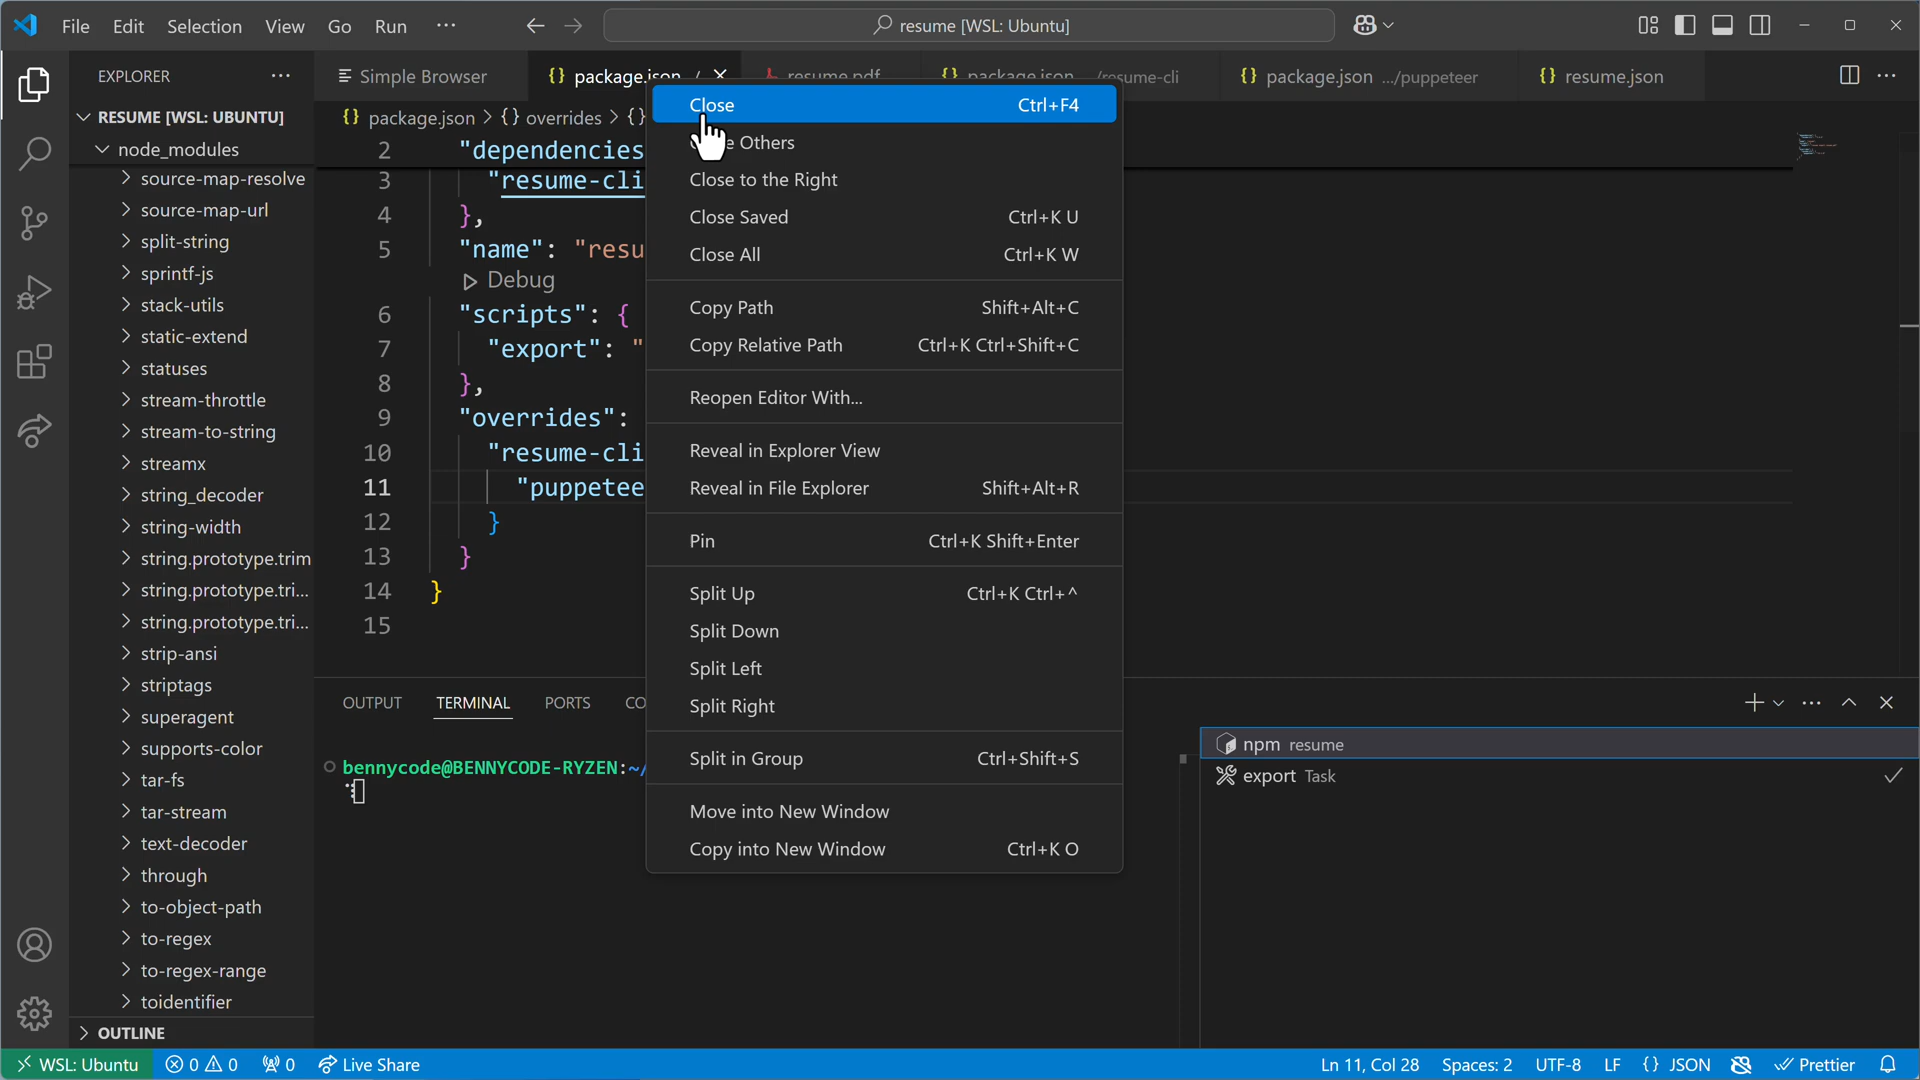 File Edit Selection View Go Run ···
resume [WSL: Ubuntu]
EXPLORER
RESUME [WSL: UBUNTU]
node_modules
source-map-resolve
source-map-url
split-string
sprintf-js
stack-utils
static-extend
statuses
stream-throttle
stream-to-string
streamx
string_decoder
string-width
string.prototype.trim
string.prototype.tri...
string.prototype.tri...
strip-ansi
striptags
superagent
supports-color
tar-fs
tar-stream
text-decoder
through
to-object-path
to-regex
to-regex-range
toidentifier
OUTLINE
Simple Browser
{} package.json
resume.pdf
{} package.json /resume-cli
{} package.json .../puppeteer
{} resume.json
{} package.json > {} overrides > {}
2 "dependencies
3 "resume-cli
4 },
5 "name": "resu
Debug
6 "scripts": {
7 "export": "
8 },
9 "overrides":
10 "resume-cli
11 "puppetee
12 }
13 }
14 }
15
Close Ctrl+F4
Others
Close to the Right
Close Saved Ctrl+K U
Close All Ctrl+K W
Copy Path Shift+Alt+C
Copy Relative Path Ctrl+K Ctrl+Shift+C
Reopen Editor With...
Reveal in Explorer View
Reveal in File Explorer Shift+Alt+R
Pin Ctrl+K Shift+Enter
Split Up Ctrl+K Ctrl+^
Split Down
Split Left
Split Right
Split in Group Ctrl+Shift+S
Move into New Window
Copy into New Window Ctrl+K O
OUTPUT TERMINAL PORTS CO
bennycode@BENNYCODE-RYZEN:~/
npm resume
export Task
WSL: Ubuntu 0 0 0 Live Share
Ln 11, Col 28 Spaces: 2 UTF-8 LF {} JSON Prettier